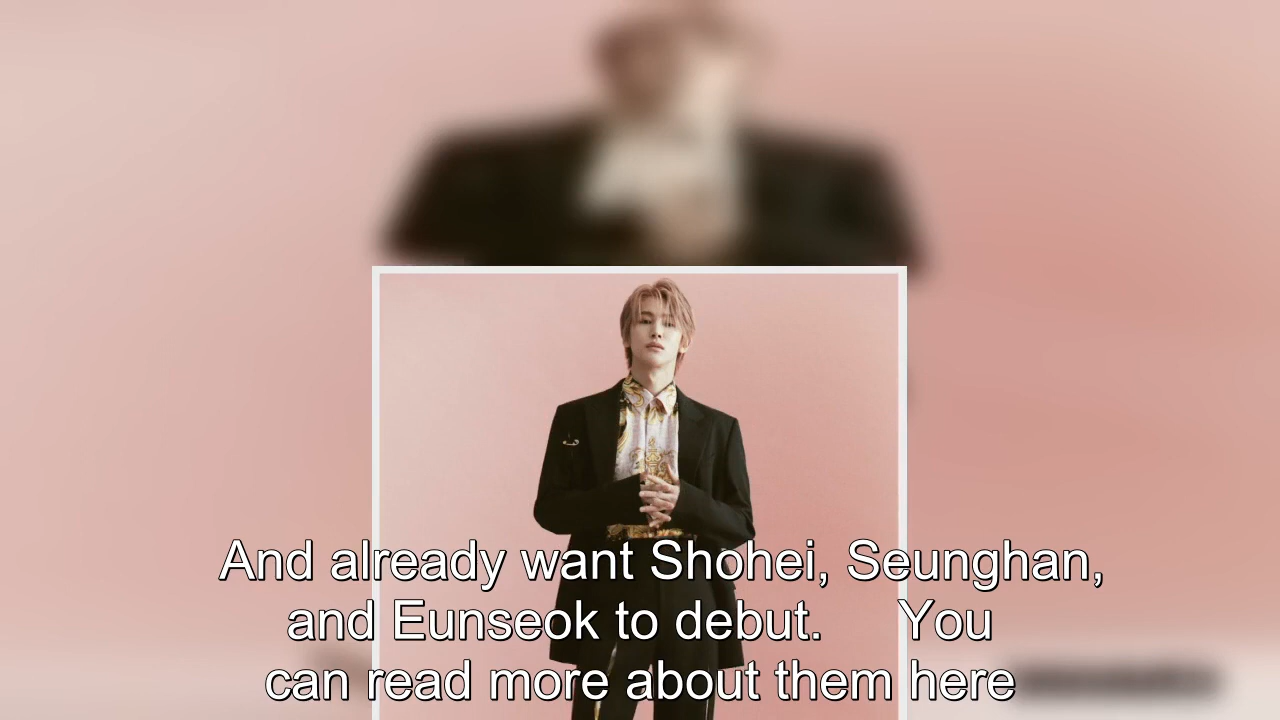 And already want Shohei, Seunghan,
and Eunseok to debut. You
can read more about them here